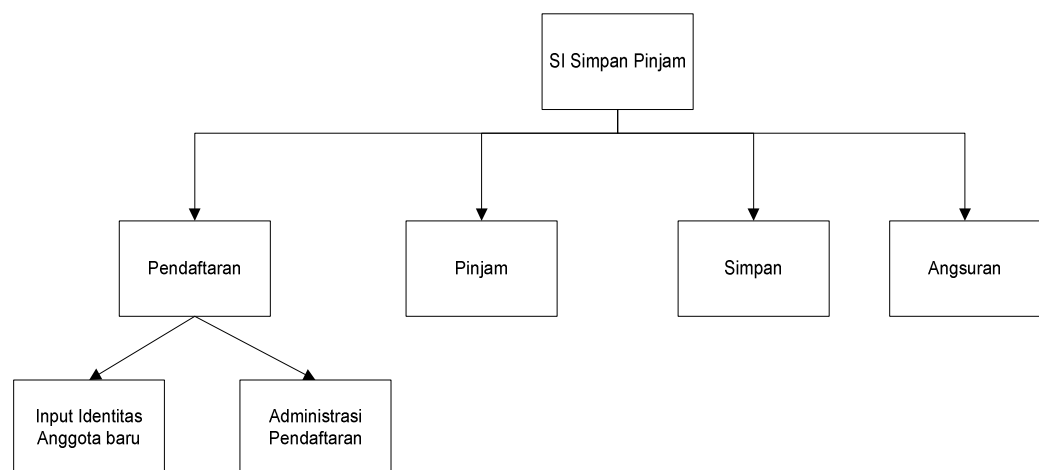 SI Simpan Pinjam
Pendaftaran
Pinjam
Simpan
Angsuran
Input Identitas
Anggota baru
Administrasi
Pendaftaran